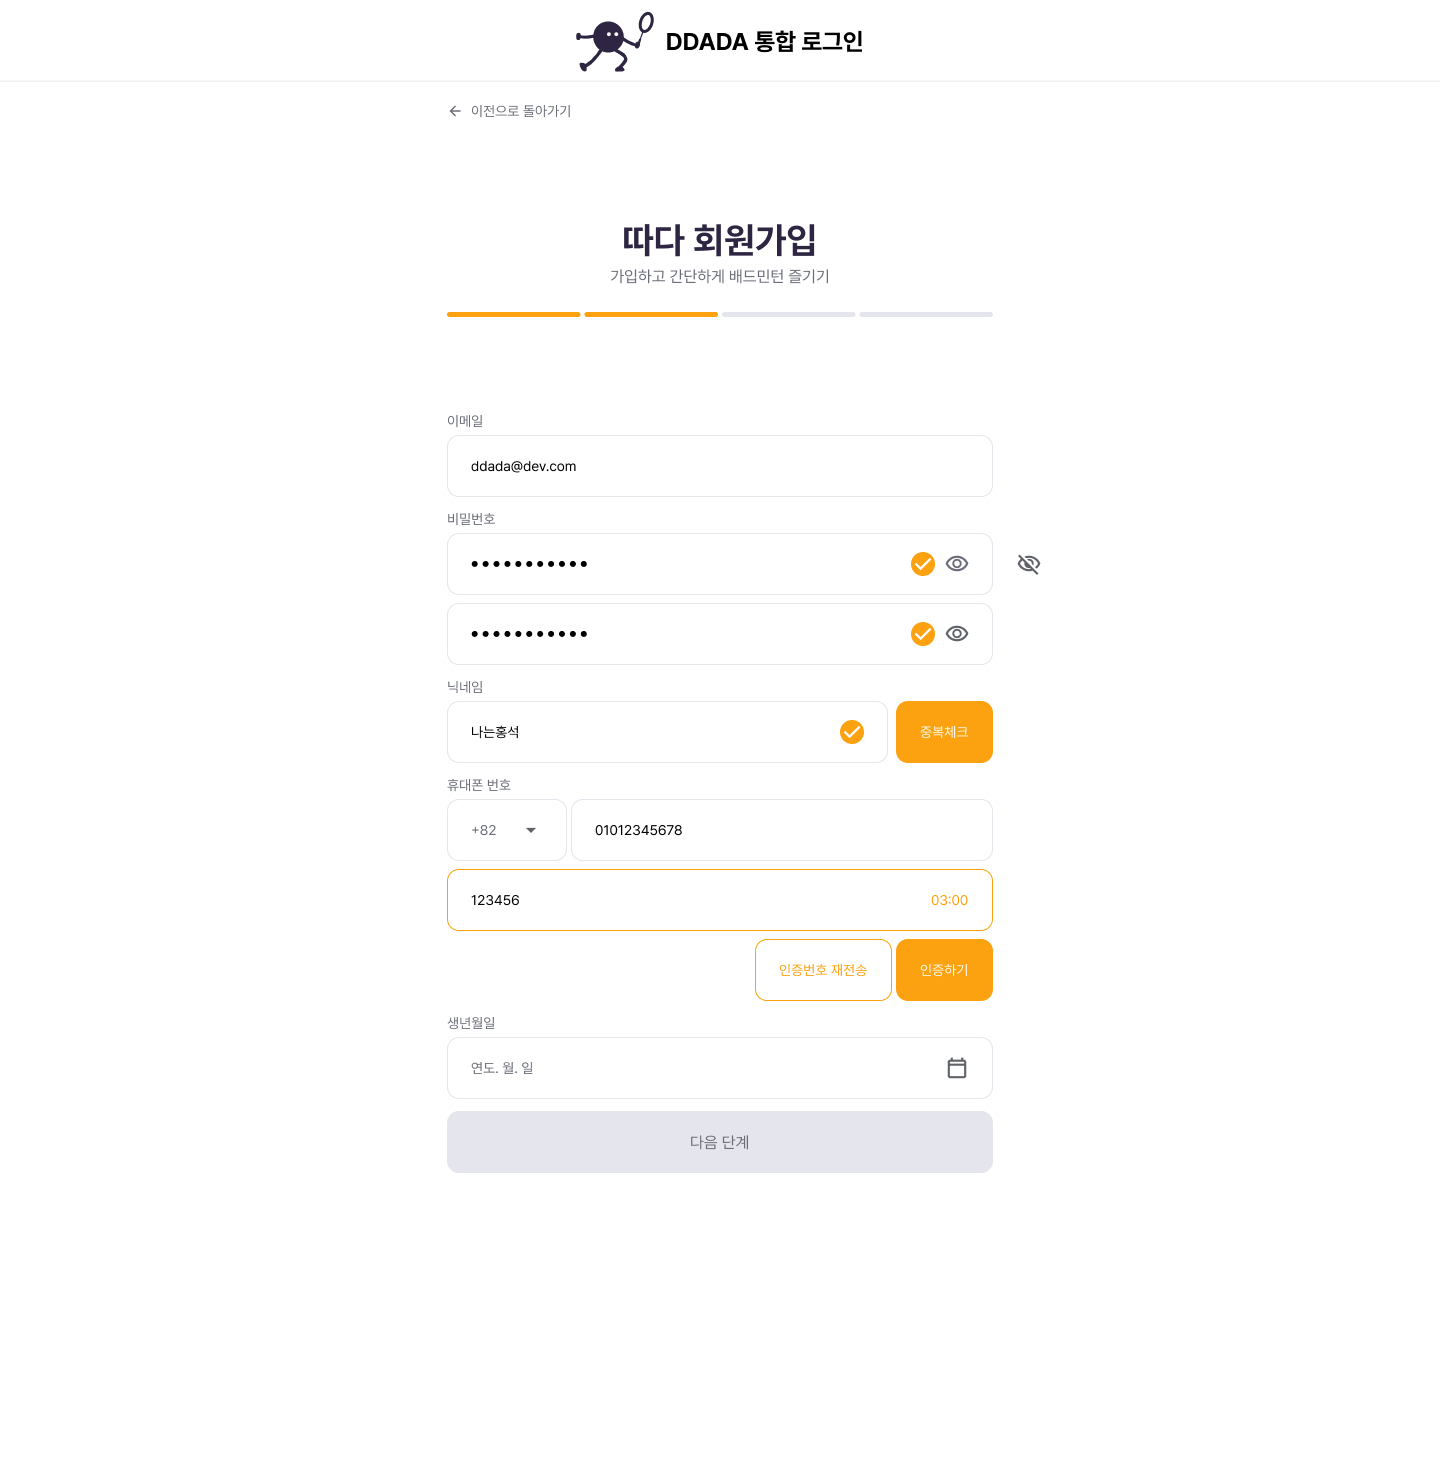 DDADA 통합 로그인
이전으로 돌아가기
따다 회원가입
가입하고 간단하게 배드민턴 즐기기
이메일
ddada@dev.com
비밀번호
●●●●●●●●●●●
●●●●●●●●●●●
닉네임
나는홍석
중복체크
휴대폰 번호
+82
01012345678
123456
03:00
인증번호 재전송
인증하기
생년월일
연도. 월. 일
다음 단계